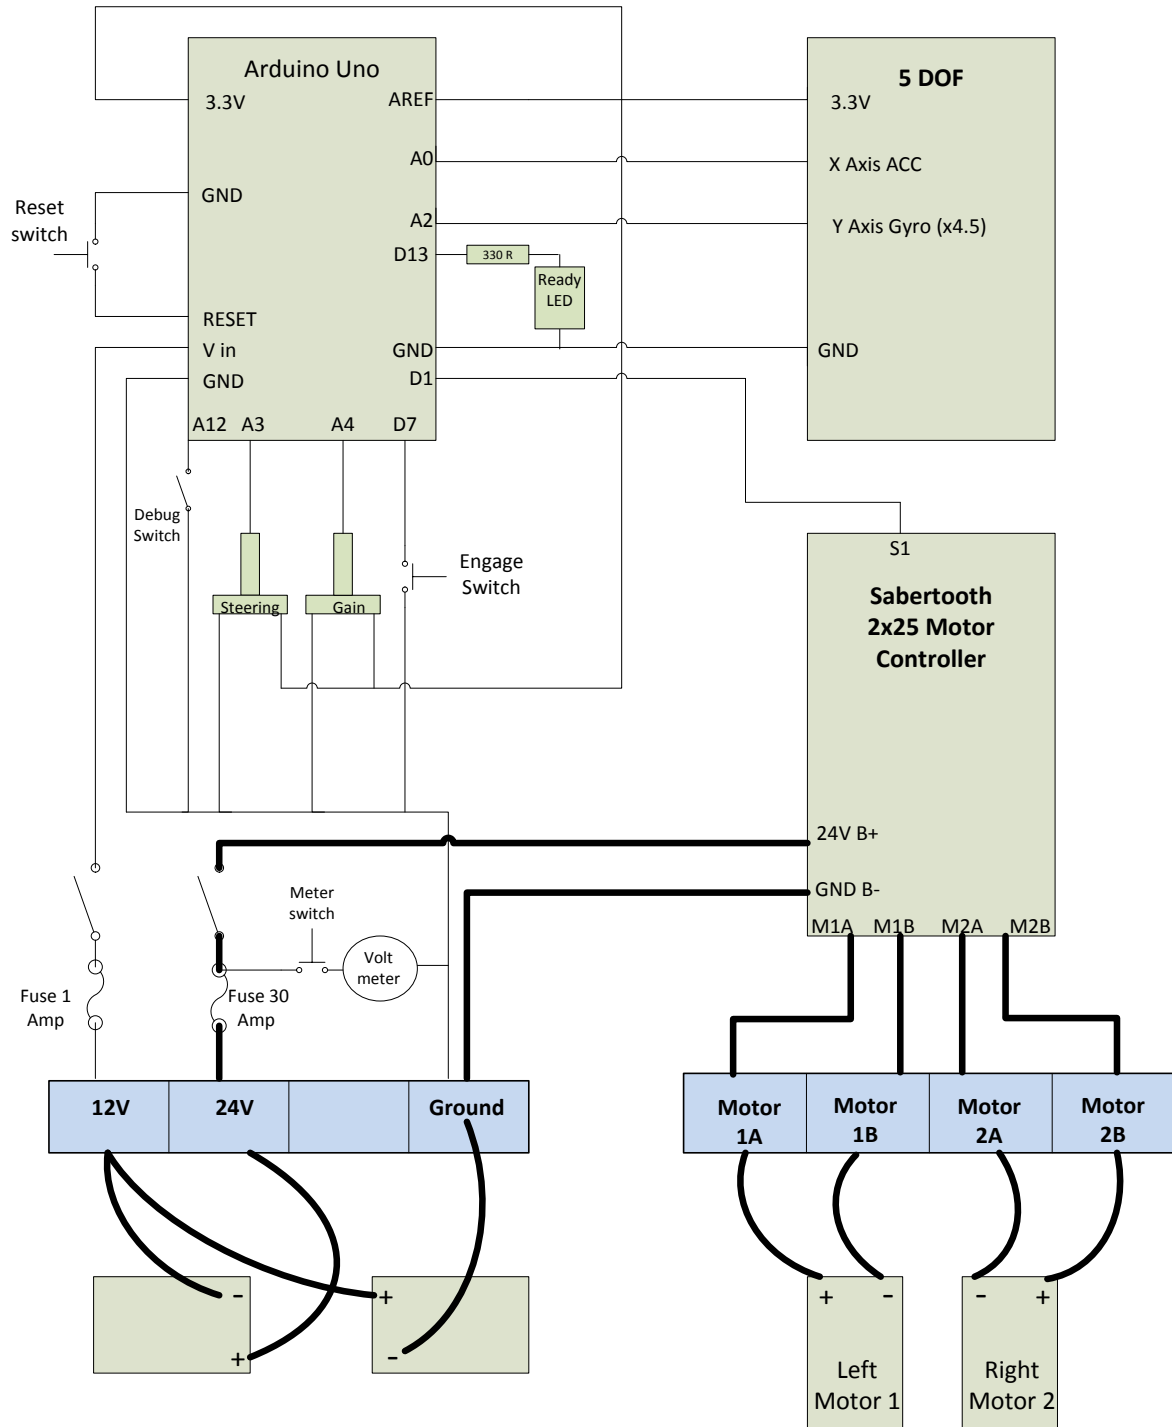 Arduino Uno
3.3V
AREF
A0
GND
A2
D13
RESET
V in
GND
GND
D1
A12
A3
A4
D7
5 DOF
3.3V
X Axis ACC
Y Axis Gyro (x4.5)
GND
Reset
switch
330 R
Ready
LED
Debug
Switch
Steering
Gain
Engage
Switch
S1
Sabertooth
2x25 Motor
Controller
24V B+
GND B-
M1A
M1B
M2A
M2B
Meter
switch
Volt
meter
Fuse 1
Amp
Fuse 30
Amp
12V
24V
Ground
Motor
1A
Motor
1B
Motor
2A
Motor
2B
-
+
+
-
+
-
Left
Motor 1
-
+
Right
Motor 2